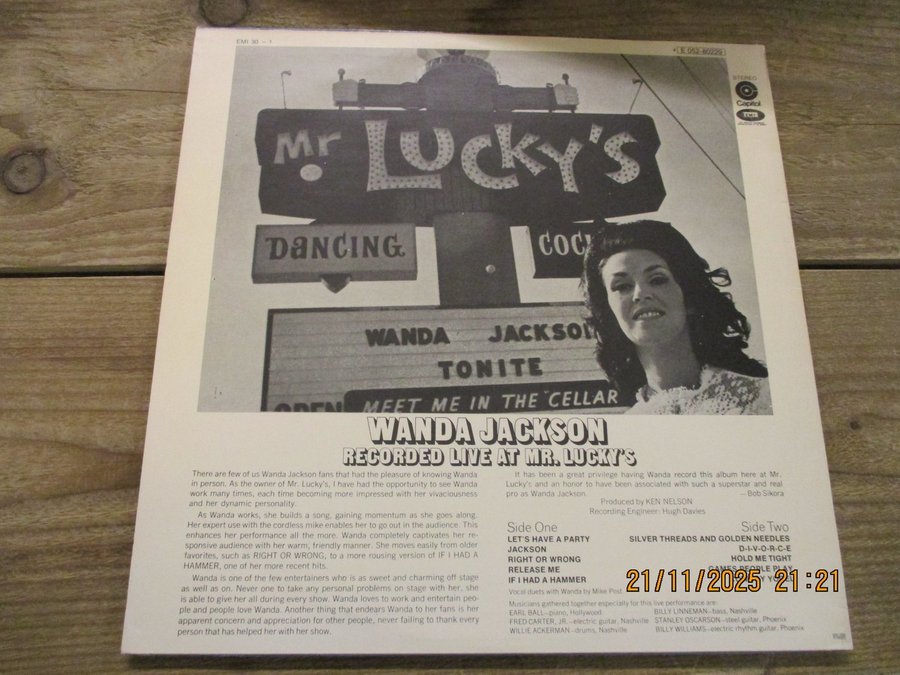 EMI 30 - 1
E 052-80229
STEREO
Capitol
EMI
Mr LUCKY'S
DANCING
WANDA JACKSON
TONITE
OPEN
MEET ME IN THE CELLAR
WANDA JACKSON
RECORDED LIVE AT MR. LUCKY'S
There are few of us Wanda Jackson fans that had the pleasure of knowing Wanda
in person. As the owner of Mr. Lucky's, I have had the opportunity to see Wanda
work many times, each time becoming more impressed with her vivaciousness
and her dynamic personality.
As Wanda works, she builds a song, gaining momentum as she goes along.
Her expert use with the cordless mike enables her to go out in the audience. This
enhances her performance all the more. Wanda completely captivates her re-
sponsive audience with her warm, friendly manner. She moves easily from older
favorites, such as RIGHT OR WRONG, to a more rousing version of IF I HAD A
HAMMER, one of her more recent hits.
Wanda is one of the few entertainers who is as sweet and charming off stage
as well as on. Never one to take any personal problems on stage with her, she
is able to give her all during every show. Wanda loves to work and entertain peo-
ple and people love Wanda. Another thing that endears Wanda to her fans is her
apparent concern and appreciation for other people, never failing to thank every
person that has helped her with her show.
It has been a great privilege having Wanda record this album here at Mr.
Lucky's and an honor to have been associated with such a superstar and real
pro as Wanda Jackson.
— Bob Sikora
Produced by KEN NELSON
Recording Engineer: Hugh Davies
Side One
LET'S HAVE A PARTY
JACKSON
RIGHT OR WRONG
RELEASE ME
IF I HAD A HAMMER
Side Two
SILVER THREADS AND GOLDEN NEEDLES
D-I-V-O-R-C-E
HOLD ME TIGHT
GAMES PEOPLE PLAY
Vocal duets with Wanda by Mike Post
Musicians gathered together especially for this live performance are:
EARL BALL—piano, Hollywood
FRED CARTER, JR.—electric guitar, Nashville
WILLIE ACKERMAN—drums, Nashville
BILLY LINNEMAN—bass, Nashville
STANLEY OSCARSON—steel guitar, Phoenix
BILLY WILLIAMS—electric rhythm guitar, Phoenix
21/11/2025 21:21